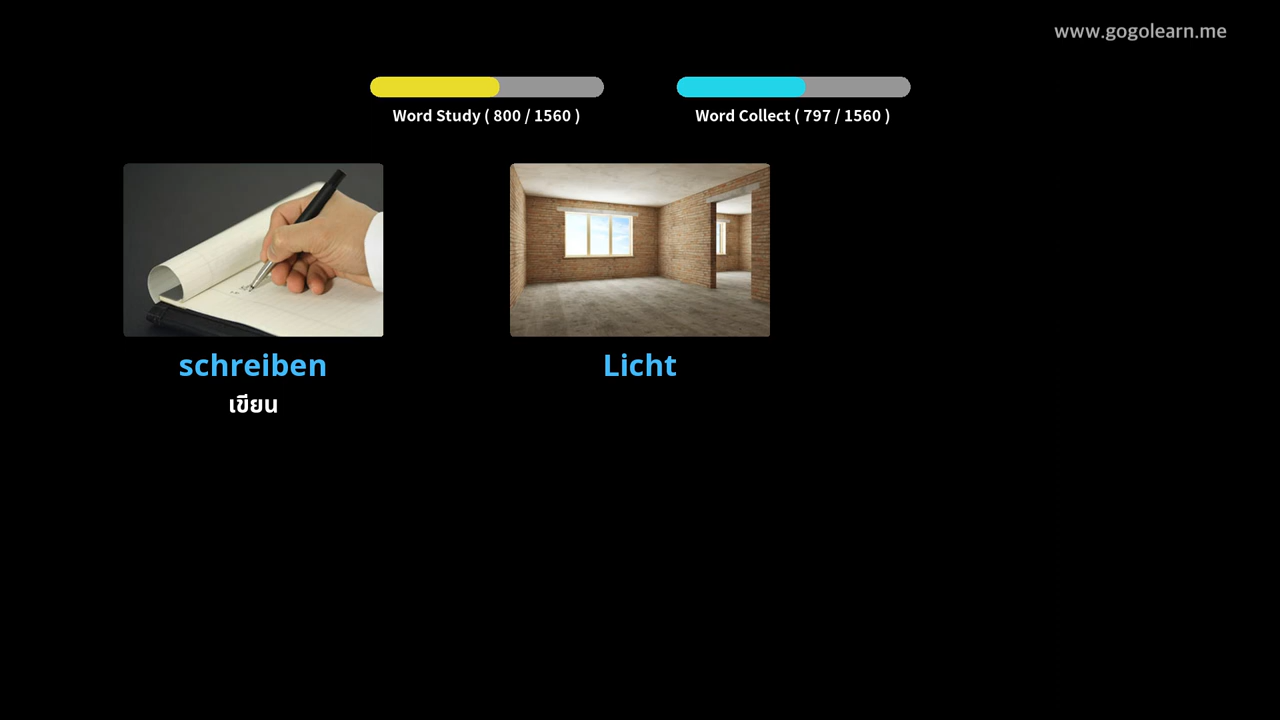 www.gogolearn.me
Word Study ( 800 / 1560 )
Word Collect ( 797 / 1560 )
schreiben
เขียน
Licht